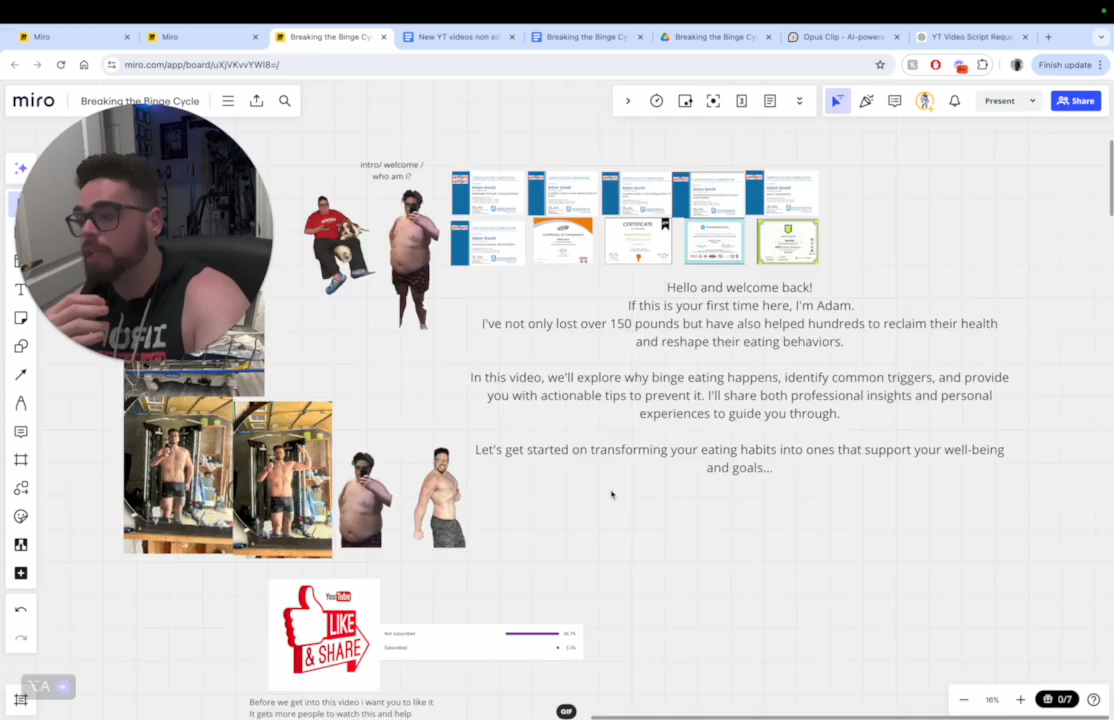 Miro
Miro
Breaking the Binge Cy
New YT videos non ed
Breaking the Binge Cy
Breaking the Binge Cy
Opus Clip - AI-power
YT Video Script Reque
miro.com/app/board/uXjVKvvYWl8=/
Finish update
miro
Breaking the Binge Cycle
Present
Share
intro/ welcome /
who am i?
CERTIFICATE
Hello and welcome back!
If this is your first time here, I'm Adam.
I've not only lost over 150 pounds but have also helped hundreds to reclaim their health
and reshape their eating behaviors.
In this video, we'll explore why binge eating happens, identify common triggers, and provide
you with actionable tips to prevent it. I'll share both professional insights and personal
experiences to guide you through.
Let's get started on transforming your eating habits into ones that support your well-being
and goals...
YouTube
LIKE
& SHARE
Not subscribed
Subscribed
Before we get into this video i want you to like it
It gets more people to watch this and help
⌥A
GIF
16%
0/7